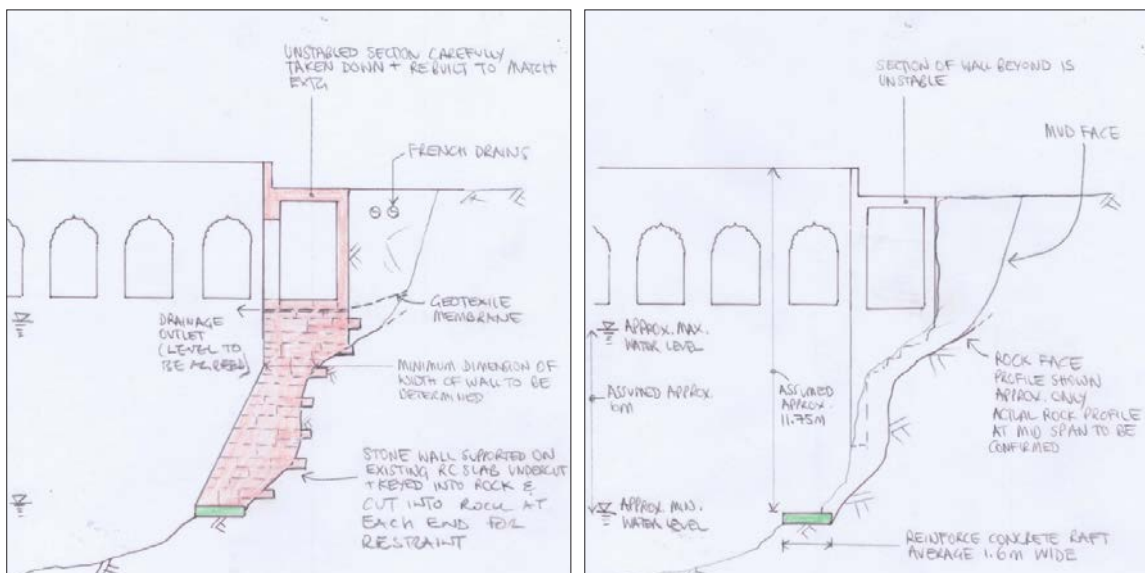 UNSTABLED SECTION CAREFULLY
TAKEN DOWN + REBUILT TO MATCH
EXTG
FRENCH DRAINS
GEOTEXILE
MEMBRANE
DRAINAGE
OUTLET
(LEVEL TO
BE AGREED)
MINIMUM DIMENSION OF
WIDTH OF WALL TO BE
DETERMINED
STONE WALL SUPPORTED ON
EXISTING RC SLAB UNDERCUT
+ KEYED INTO ROCK &
CUT INTO ROCK AT
EACH END FOR
RESTRAINT
SECTION OF WALL BEYOND IS
UNSTABLE
MUD FACE
APPROX. MAX.
WATER LEVEL
ASSUMED APPROX
6m
ASSUMED
APPROX.
11.75M
ROCK FACE
PROFILE SHOWN
APPROX. ONLY
ACTUAL ROCK PROFILE
AT MID SPAN TO BE
CONFIRMED
APPROX MIN.
WATER LEVEL
REINFORCE CONCRETE RAFT
AVERAGE 1.6m WIDE